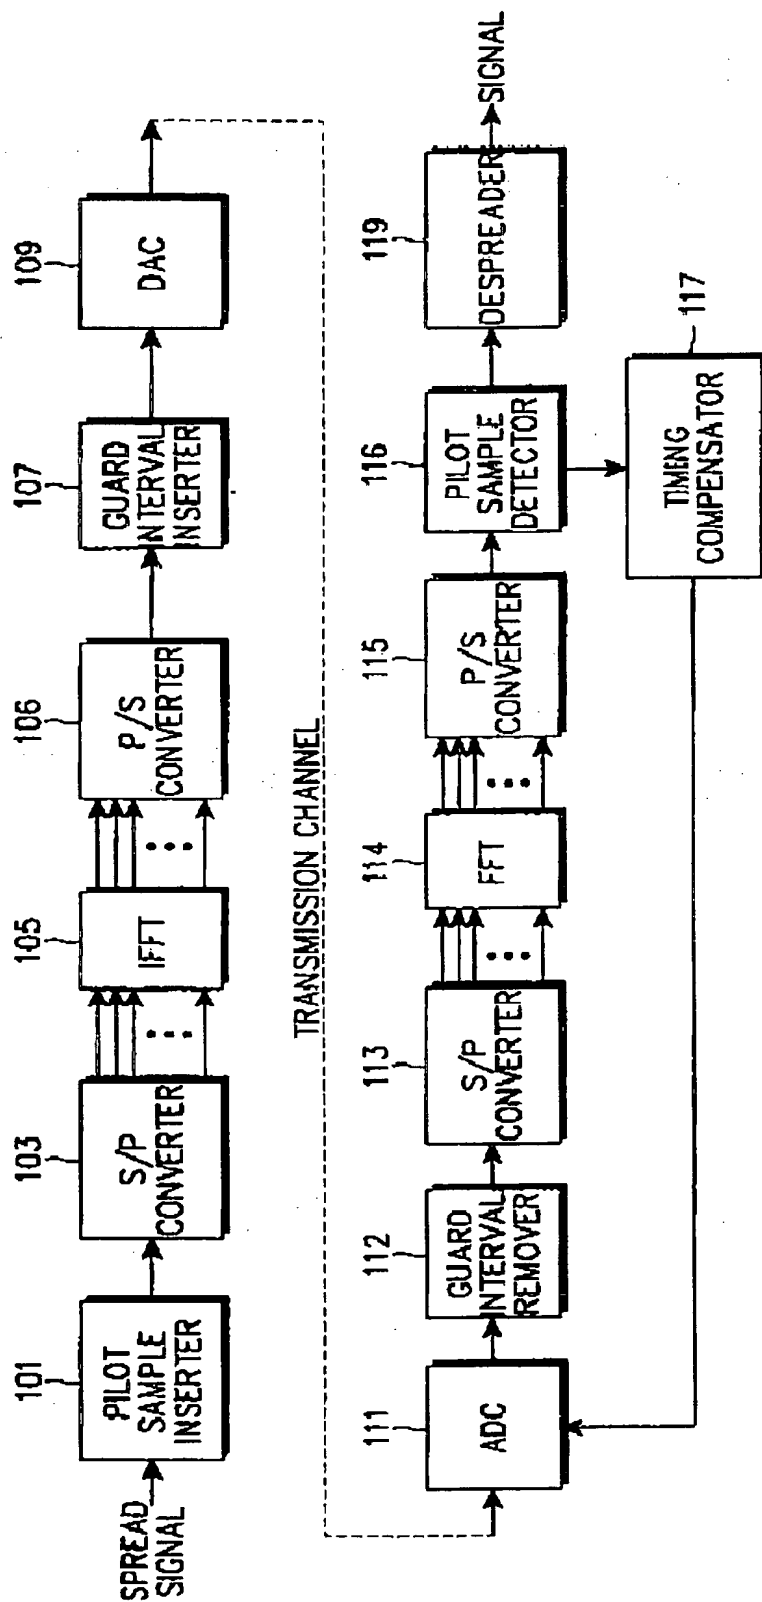 101
103
105
106
107
109
SPREAD
SIGNAL
PILOT
SAMPLE
INSERTER
S/P
CONVERTER
IFFT
P/S
CONVERTER
GUARD
INTERVAL
INSERTER
DAC
TRANSMISSION CHANNEL
111
112
113
114
115
116
119
ADC
GUARD
INTERVAL
REMOVER
S/P
CONVERTER
FFT
P/S
CONVERTER
PILOT
SAMPLE
DETECTOR
DESPREADER
SIGNAL
TIMING
COMPENSATOR
117